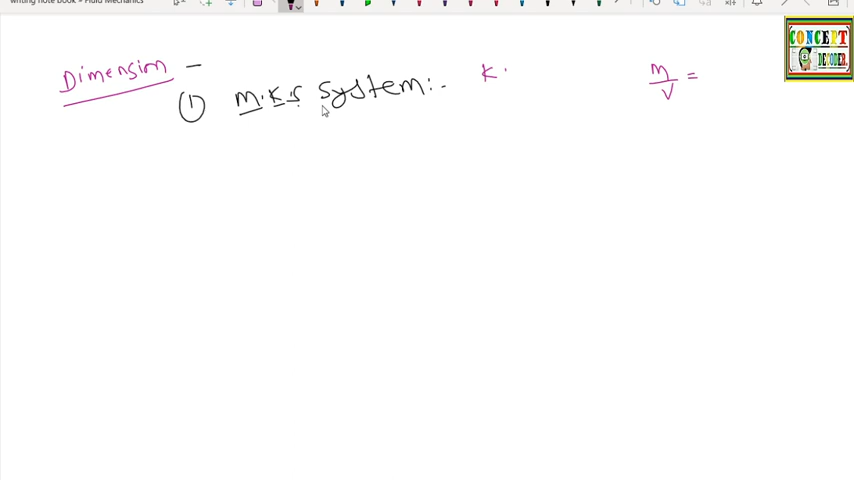 writing note book » Fluid Mechanics
Dimension -
① M.K.S System:-
K.
m/v =
CONCEPT
DECODER